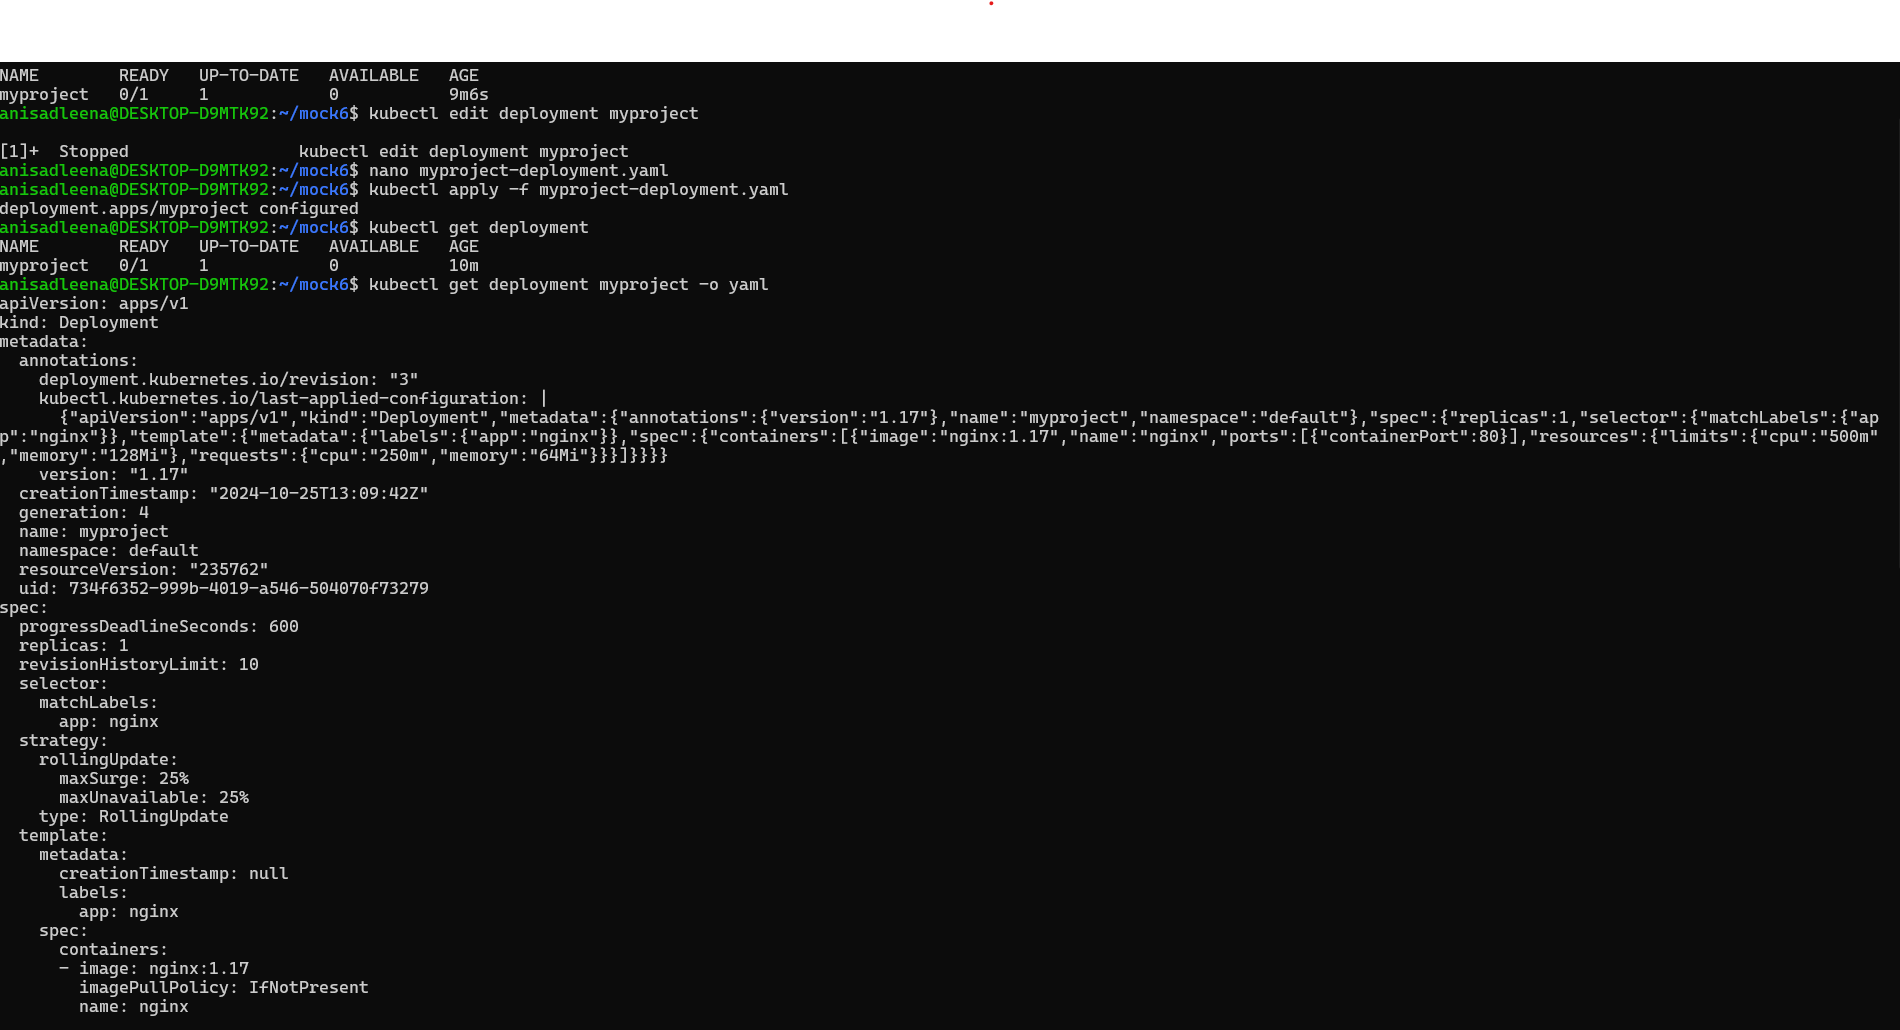 NAME        READY   UP-TO-DATE   AVAILABLE   AGE
myproject   0/1     1            0           9m6s
anisadleena@DESKTOP-D9MTK92:~/mock6$ kubectl edit deployment myproject
[1]+  Stopped                 kubectl edit deployment myproject
anisadleena@DESKTOP-D9MTK92:~/mock6$ nano myproject-deployment.yaml
anisadleena@DESKTOP-D9MTK92:~/mock6$ kubectl apply -f myproject-deployment.yaml
deployment.apps/myproject configured
anisadleena@DESKTOP-D9MTK92:~/mock6$ kubectl get deployment
NAME        READY   UP-TO-DATE   AVAILABLE   AGE
myproject   0/1     1            0           10m
anisadleena@DESKTOP-D9MTK92:~/mock6$ kubectl get deployment myproject -o yaml
apiVersion: apps/v1
kind: Deployment
metadata:
  annotations:
    deployment.kubernetes.io/revision: "3"
    kubectl.kubernetes.io/last-applied-configuration: |
      {"apiVersion":"apps/v1","kind":"Deployment","metadata":{"annotations":{"version":"1.17"},"name":"myproject","namespace":"default"},"spec":{"replicas":1,"selector":{"matchLabels":{"ap
p":"nginx"}},"template":{"metadata":{"labels":{"app":"nginx"}},"spec":{"containers":[{"image":"nginx:1.17","name":"nginx","ports":[{"containerPort":80}],"resources":{"limits":{"cpu":"500m"
,"memory":"128Mi"},"requests":{"cpu":"250m","memory":"64Mi"}}}]}}}}
    version: "1.17"
  creationTimestamp: "2024-10-25T13:09:42Z"
  generation: 4
  name: myproject
  namespace: default
  resourceVersion: "235762"
  uid: 734f6352-999b-4019-a546-504070f73279
spec:
  progressDeadlineSeconds: 600
  replicas: 1
  revisionHistoryLimit: 10
  selector:
    matchLabels:
      app: nginx
  strategy:
    rollingUpdate:
      maxSurge: 25%
      maxUnavailable: 25%
    type: RollingUpdate
  template:
    metadata:
      creationTimestamp: null
      labels:
        app: nginx
    spec:
      containers:
      - image: nginx:1.17
        imagePullPolicy: IfNotPresent
        name: nginx